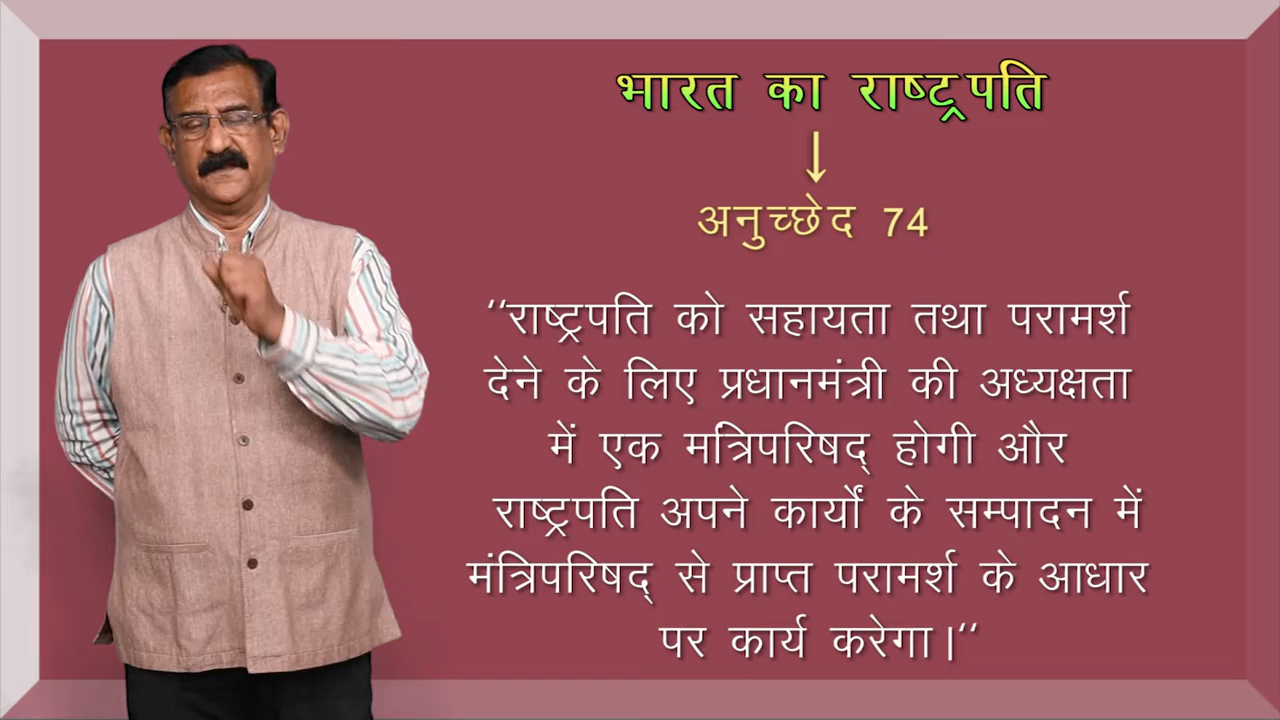 भारत का राष्ट्रपति
↓
अनुच्छेद 74
‘‘राष्ट्रपति को सहायता तथा परामर्श
देने के लिए प्रधानमंत्री की अध्यक्षता
में एक मत्रिपरिषद् होगी और
राष्ट्रपति अपने कार्यों के सम्पादन में
मंत्रिपरिषद् से प्राप्त परामर्श के आधार
पर कार्य करेगा।‘‘